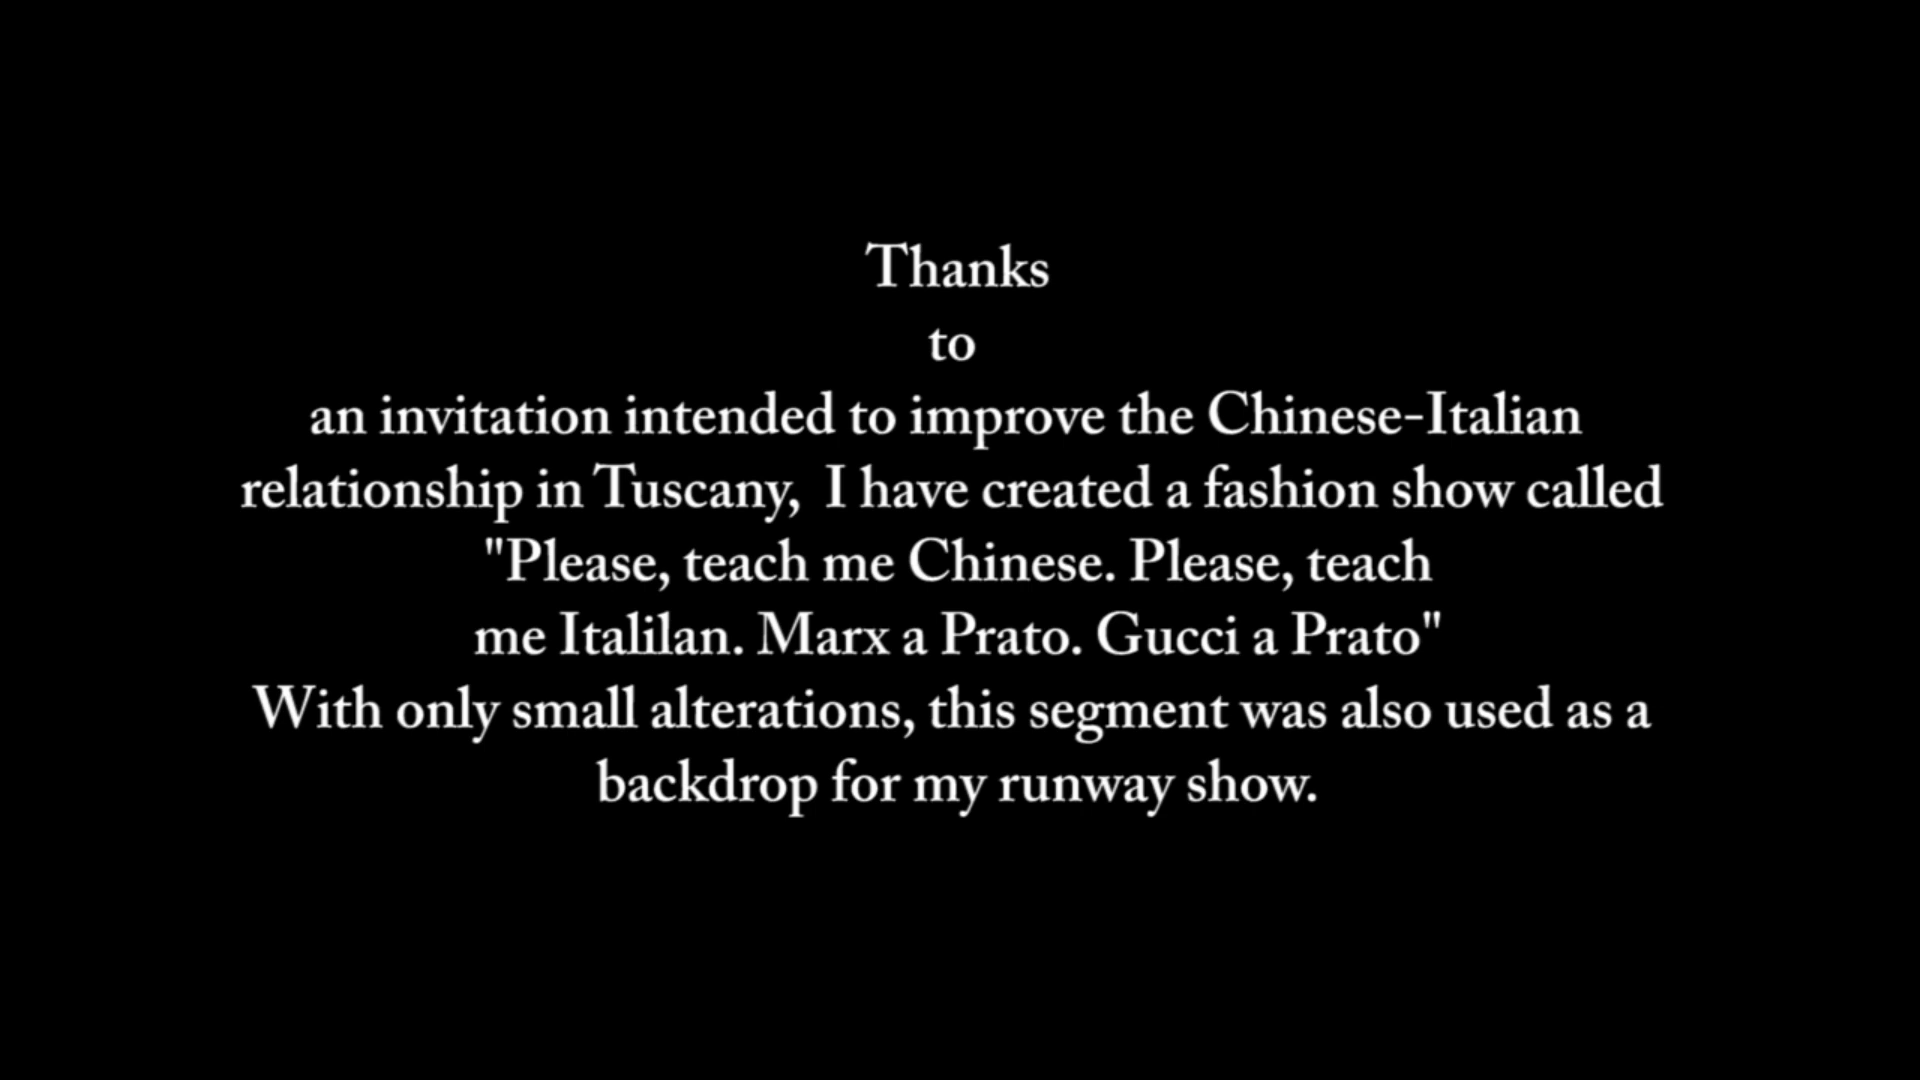 Thanks
to
an invitation intended to improve the Chinese-Italian
relationship in Tuscany,  I have created a fashion show called
"Please, teach me Chinese. Please, teach
me Italilan. Marx a Prato. Gucci a Prato"
With only small alterations, this segment was also used as a
backdrop for my runway show.